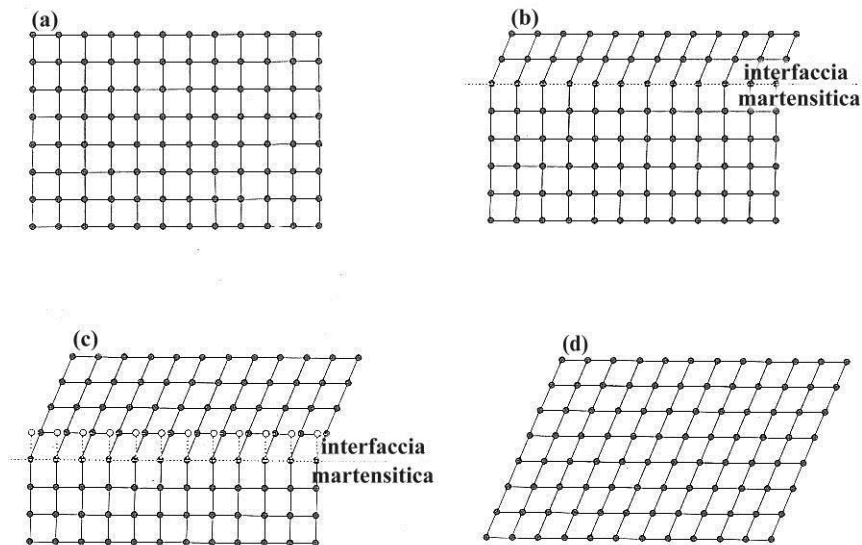 (a)
(b)
interfaccia
martensitica
(c)
interfaccia
martensitica
(d)